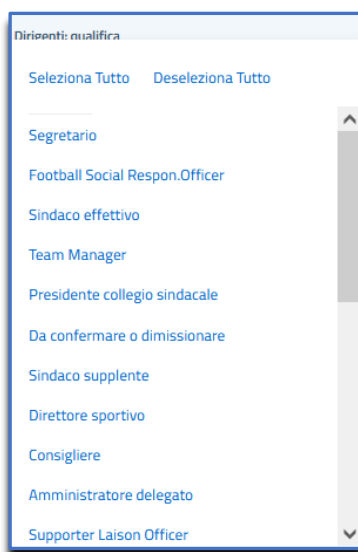 Dirigenti: qualifica
Seleziona Tutto Deseleziona Tutto
Segretario
Football Social Respon.Officer
Sindaco effettivo
Team Manager
Presidente collegio sindacale
Da confermare o dimissionare
Sindaco supplente
Direttore sportivo
Consigliere
Amministratore delegato
Supporter Laison Officer